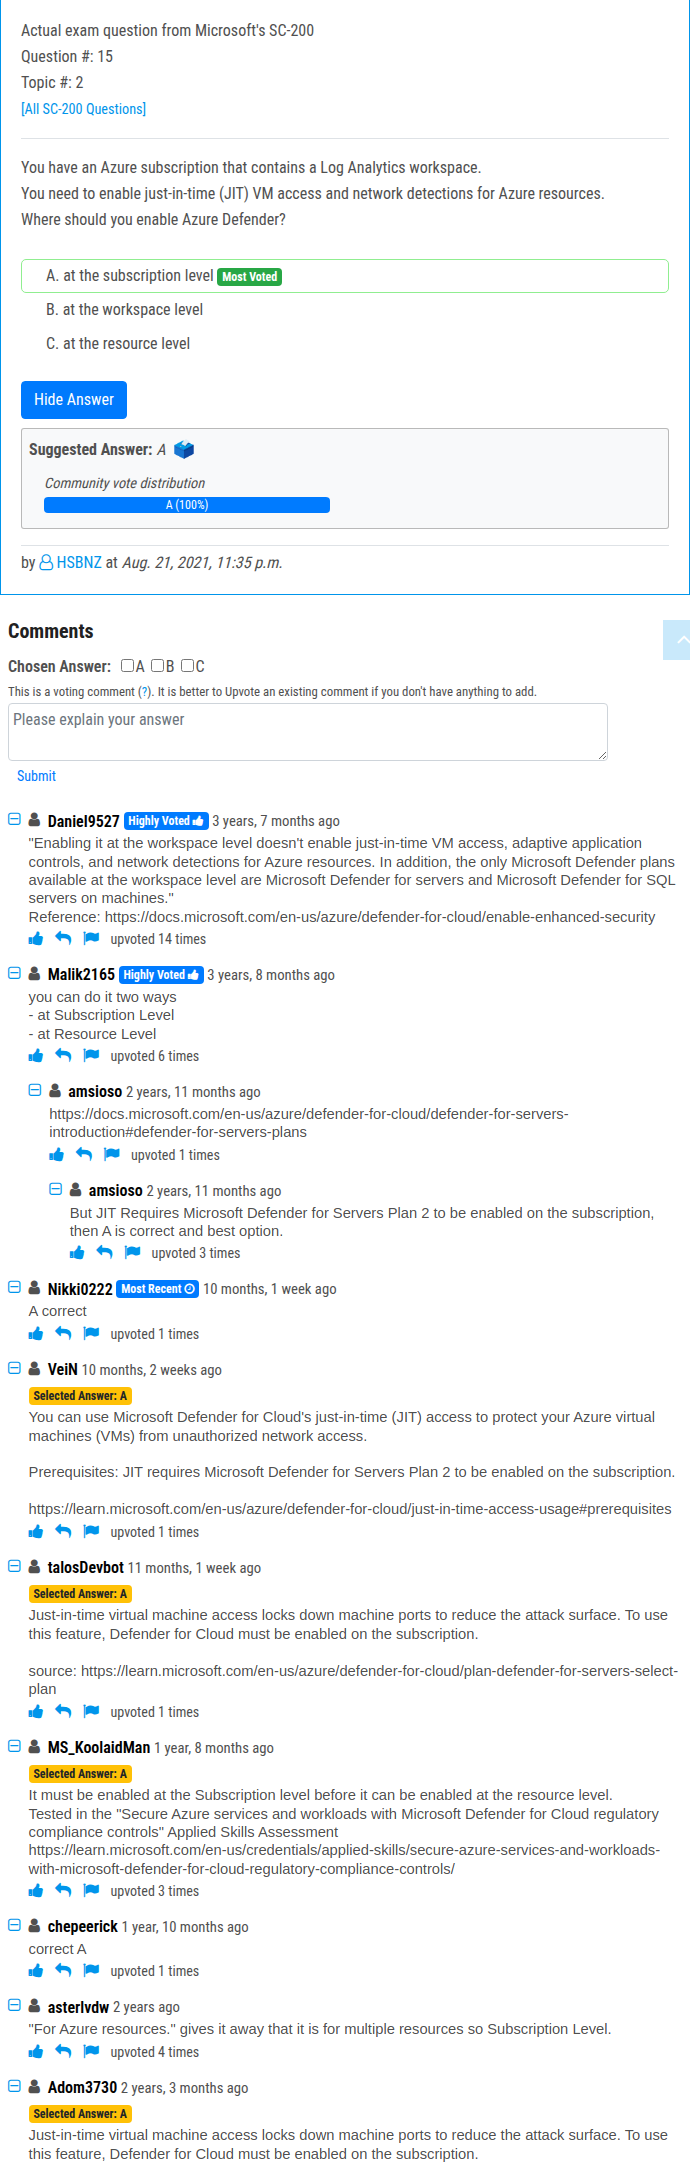 Actual exam question from Microsoft's SC-200
Question #: 15
Topic #: 2
[All SC-200 Questions]
You have an Azure subscription that contains a Log Analytics workspace.
You need to enable just-in-time (JIT) VM access and network detections for Azure resources.
Where should you enable Azure Defender?
A. at the subscription level Most Voted
B. at the workspace level
C. at the resource level
Hide Answer
Suggested Answer: A
Community vote distribution
A (100%)
by HSBNZ at Aug. 21, 2021, 11:35 p.m.
Comments
Chosen Answer: A B C
This is a voting comment (?). It is better to Upvote an existing comment if you don't have anything to add.
Please explain your answer
Submit
Daniel9527 Highly Voted 3 years, 7 months ago
"Enabling it at the workspace level doesn't enable just-in-time VM access, adaptive application
controls, and network detections for Azure resources. In addition, the only Microsoft Defender plans
available at the workspace level are Microsoft Defender for servers and Microsoft Defender for SQL
servers on machines."
Reference: https://docs.microsoft.com/en-us/azure/defender-for-cloud/enable-enhanced-security
upvoted 14 times
Malik2165 Highly Voted 3 years, 8 months ago
you can do it two ways
- at Subscription Level
- at Resource Level
upvoted 6 times
amsioso 2 years, 11 months ago
https://docs.microsoft.com/en-us/azure/defender-for-cloud/defender-for-servers-
introduction#defender-for-servers-plans
upvoted 1 times
amsioso 2 years, 11 months ago
But JIT Requires Microsoft Defender for Servers Plan 2 to be enabled on the subscription,
then A is correct and best option.
upvoted 3 times
Nikki0222 Most Recent 10 months, 1 week ago
A correct
upvoted 1 times
VeiN 10 months, 2 weeks ago
Selected Answer: A
You can use Microsoft Defender for Cloud's just-in-time (JIT) access to protect your Azure virtual
machines (VMs) from unauthorized network access.
Prerequisites: JIT requires Microsoft Defender for Servers Plan 2 to be enabled on the subscription.
https://learn.microsoft.com/en-us/azure/defender-for-cloud/just-in-time-access-usage#prerequisites
upvoted 1 times
talosDevbot 11 months, 1 week ago
Selected Answer: A
Just-in-time virtual machine access locks down machine ports to reduce the attack surface. To use
this feature, Defender for Cloud must be enabled on the subscription.
source: https://learn.microsoft.com/en-us/azure/defender-for-cloud/plan-defender-for-servers-select-
plan
upvoted 1 times
MS_KoolaidMan 1 year, 8 months ago
Selected Answer: A
It must be enabled at the Subscription level before it can be enabled at the resource level.
Tested in the "Secure Azure services and workloads with Microsoft Defender for Cloud regulatory
compliance controls" Applied Skills Assessment
https://learn.microsoft.com/en-us/credentials/applied-skills/secure-azure-services-and-workloads-
with-microsoft-defender-for-cloud-regulatory-compliance-controls/
upvoted 3 times
chepeerick 1 year, 10 months ago
correct A
upvoted 1 times
asterlvdw 2 years ago
"For Azure resources." gives it away that it is for multiple resources so Subscription Level.
upvoted 4 times
Adom3730 2 years, 3 months ago
Selected Answer: A
Just-in-time virtual machine access locks down machine ports to reduce the attack surface. To use
this feature, Defender for Cloud must be enabled on the subscription.